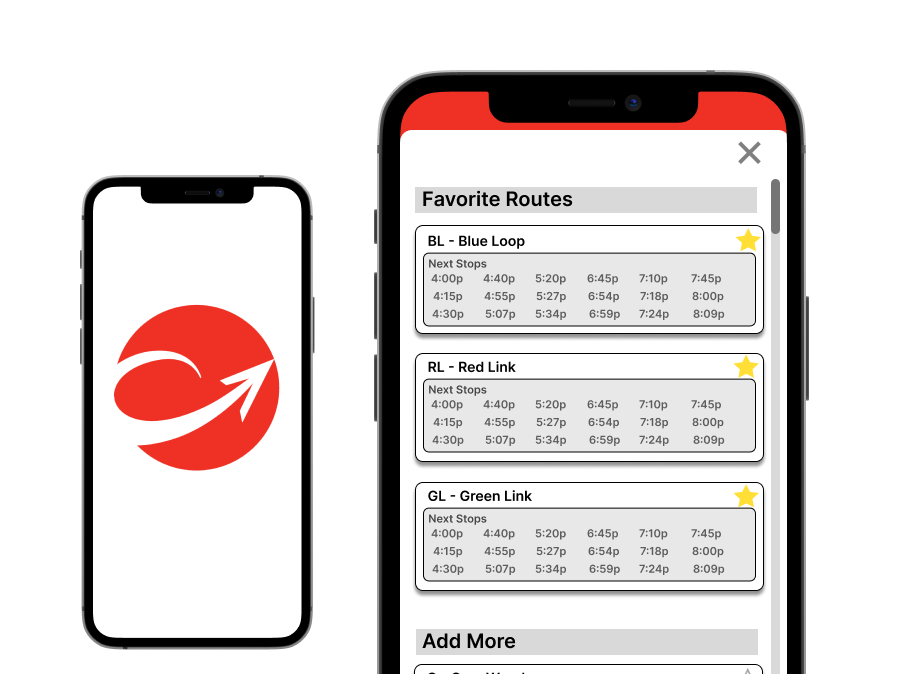 Favorite Routes
BL - Blue Loop
Next Stops
4:00p 4:40p 5:20p 6:45p 7:10p 7:45p
4:15p 4:55p 5:27p 6:54p 7:18p 8:00p
4:30p 5:07p 5:34p 6:59p 7:24p 8:09p
RL - Red Link
Next Stops
4:00p 4:40p 5:20p 6:45p 7:10p 7:45p
4:15p 4:55p 5:27p 6:54p 7:18p 8:00p
4:30p 5:07p 5:34p 6:59p 7:24p 8:09p
GL - Green Link
Next Stops
4:00p 4:40p 5:20p 6:45p 7:10p 7:45p
4:15p 4:55p 5:27p 6:54p 7:18p 8:00p
4:30p 5:07p 5:34p 6:59p 7:24p 8:09p
Add More